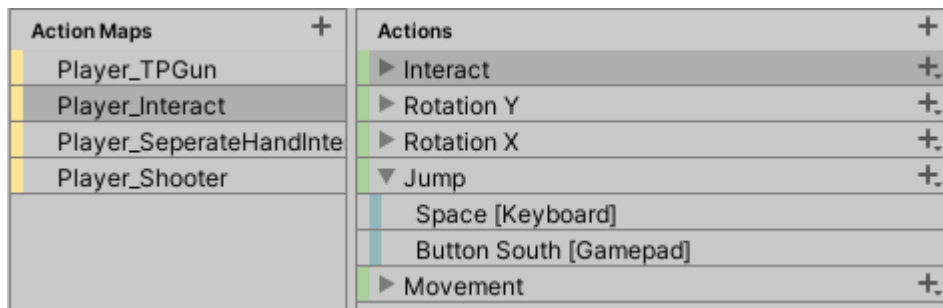 Action Maps
Player_TPGun
Player_Interact
Player_SeperateHandInte
Player_Shooter
Actions
Interact
Rotation Y
Rotation X
Jump
Space [Keyboard]
Button South [Gamepad]
Movement